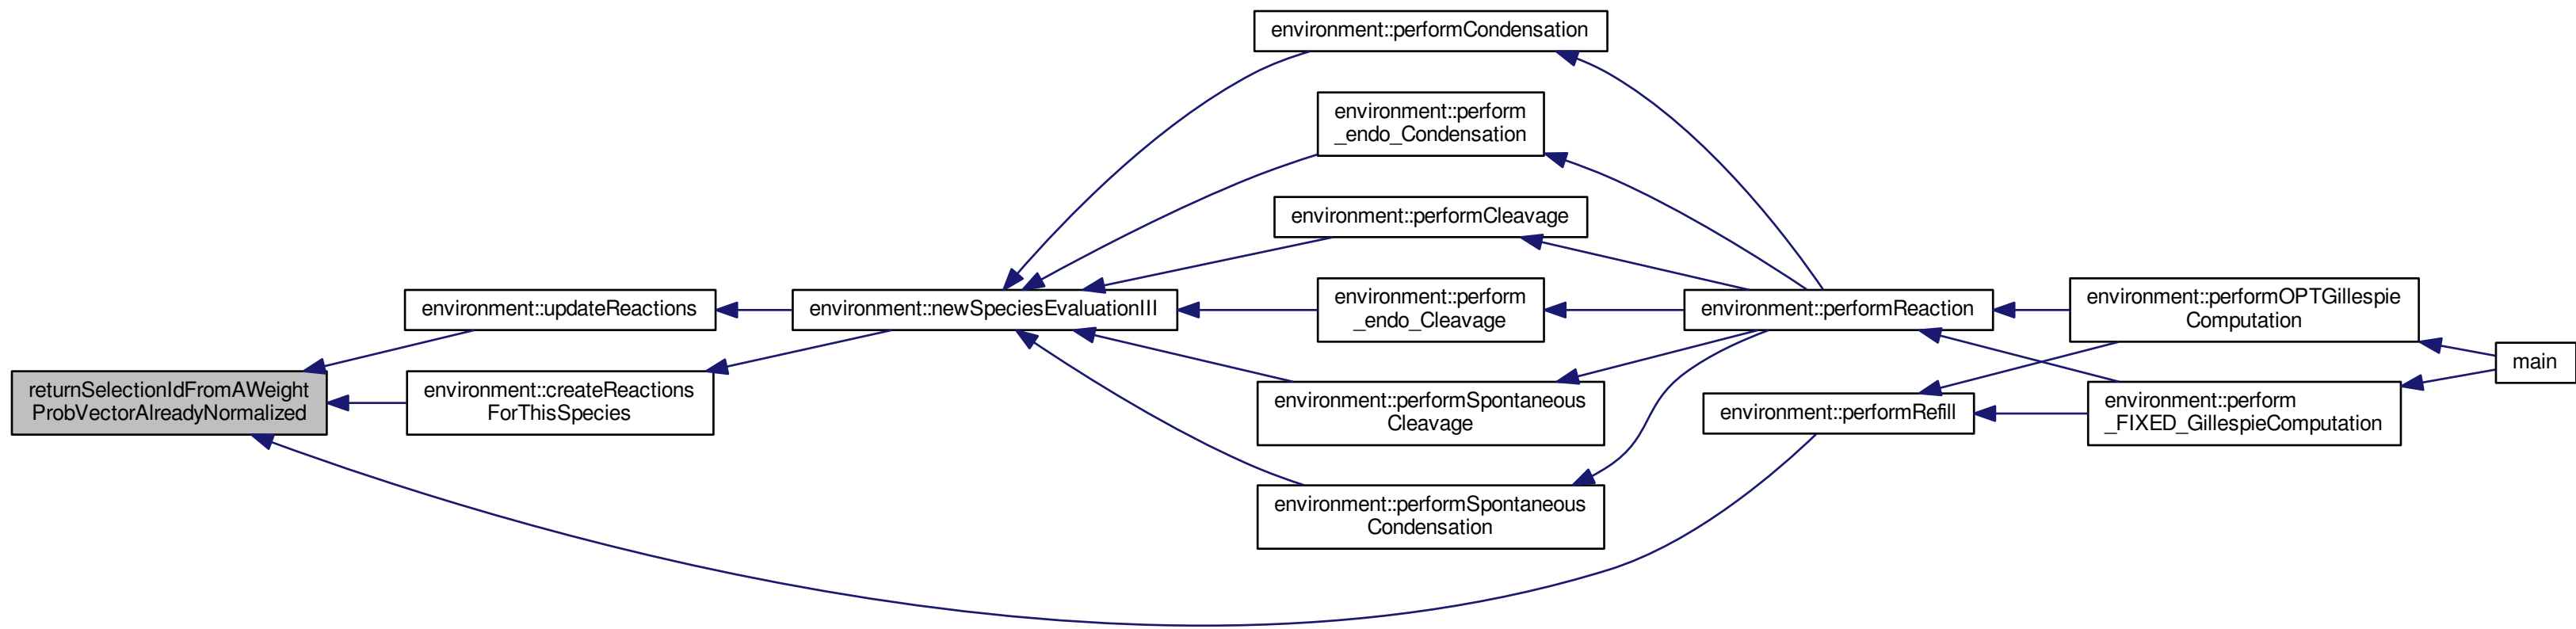 environment::performCondensation
environment::perform
_endo_Condensation
environment::performCleavage
environment::updateReactions
environment::newSpeciesEvaluationIII
environment::perform
_endo_Cleavage
environment::performReaction
environment::performOPTGillespie
Computation
main
returnSelectionIdFromAWeight
ProbVectorAlreadyNormalized
environment::createReactions
ForThisSpecies
environment::performSpontaneous
Cleavage
environment::performRefill
environment::perform
_FIXED_GillespieComputation
environment::performSpontaneous
Condensation